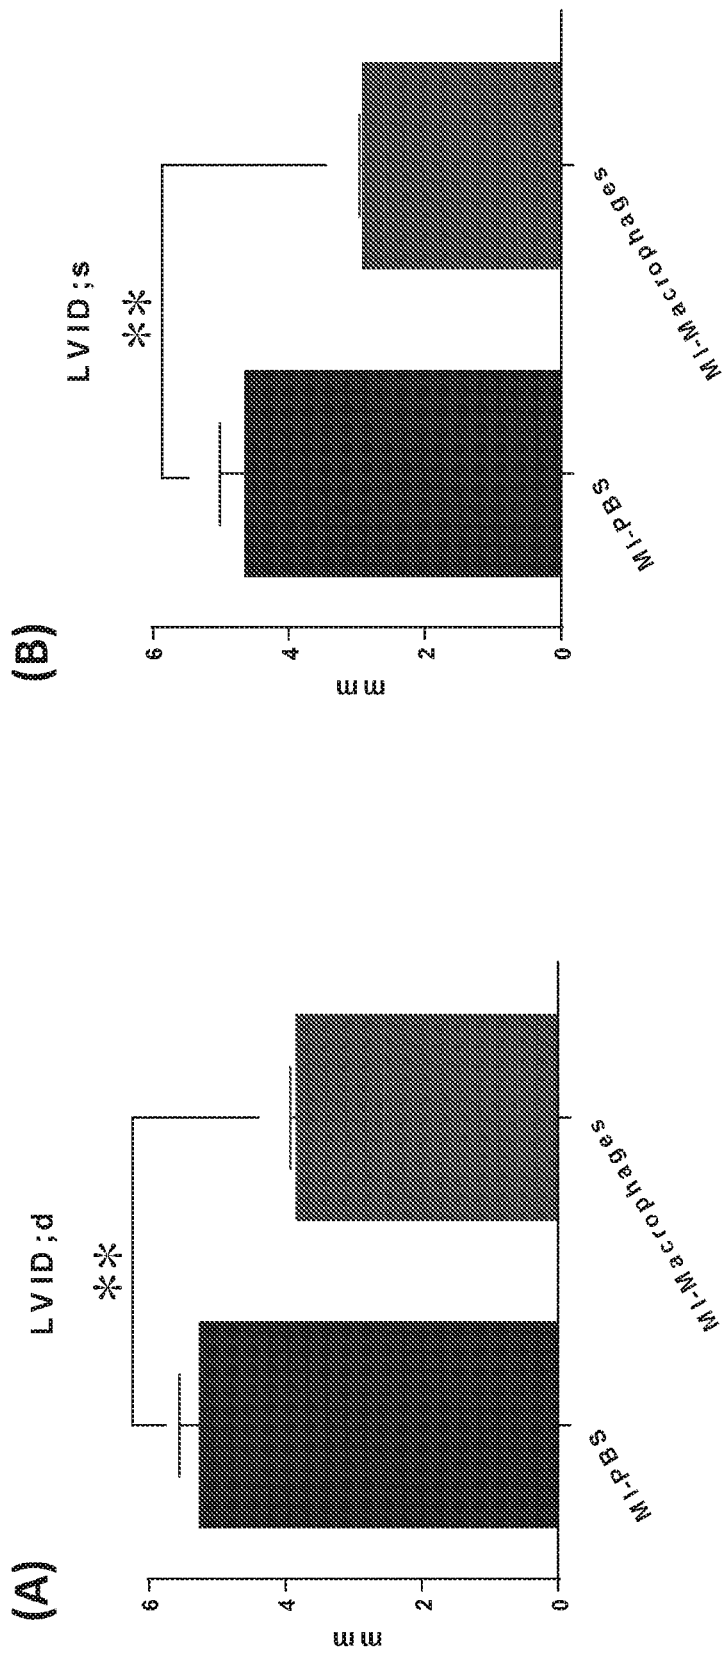 (A)
LVID;d
**
6
4
2
0
mm
MI-PBS
MI-Macrophages
(B)
LVID;s
**
6
4
2
0
mm
MI-PBS
MI-Macrophages